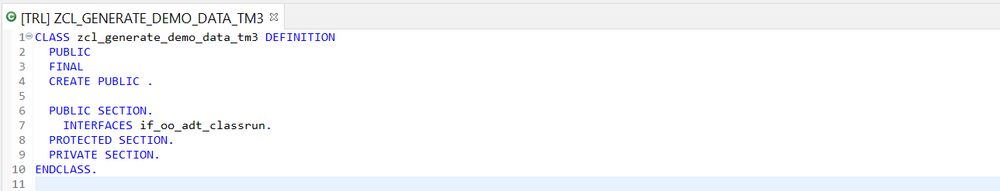 [TRL] ZCL_GENERATE_DEMO_DATA_TM3
1 CLASS zcl_generate_demo_data_tm3 DEFINITION
2 PUBLIC
3 FINAL
4 CREATE PUBLIC .
5
6 PUBLIC SECTION.
7 INTERFACES if_oo_adt_classrun.
8 PROTECTED SECTION.
9 PRIVATE SECTION.
10 ENDCLASS.
11